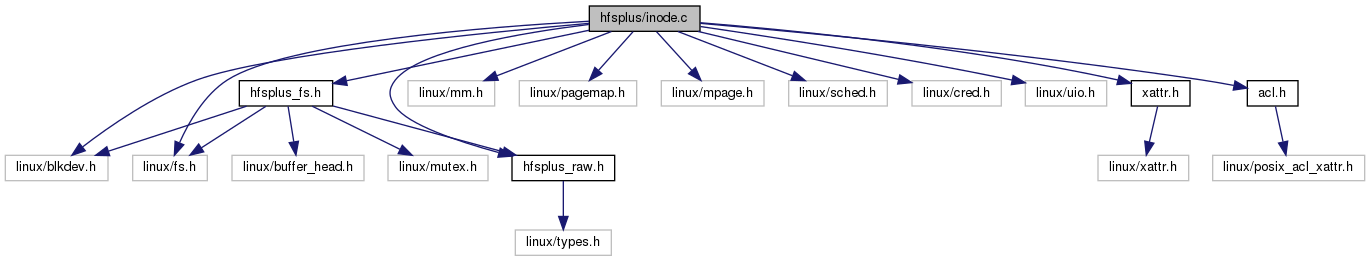 hfsplus/inode.c
hfsplus_fs.h
linux/mm.h
linux/pagemap.h
linux/mpage.h
linux/sched.h
linux/cred.h
linux/uio.h
xattr.h
acl.h
linux/blkdev.h
linux/fs.h
linux/buffer_head.h
linux/mutex.h
hfsplus_raw.h
linux/xattr.h
linux/posix_acl_xattr.h
linux/types.h